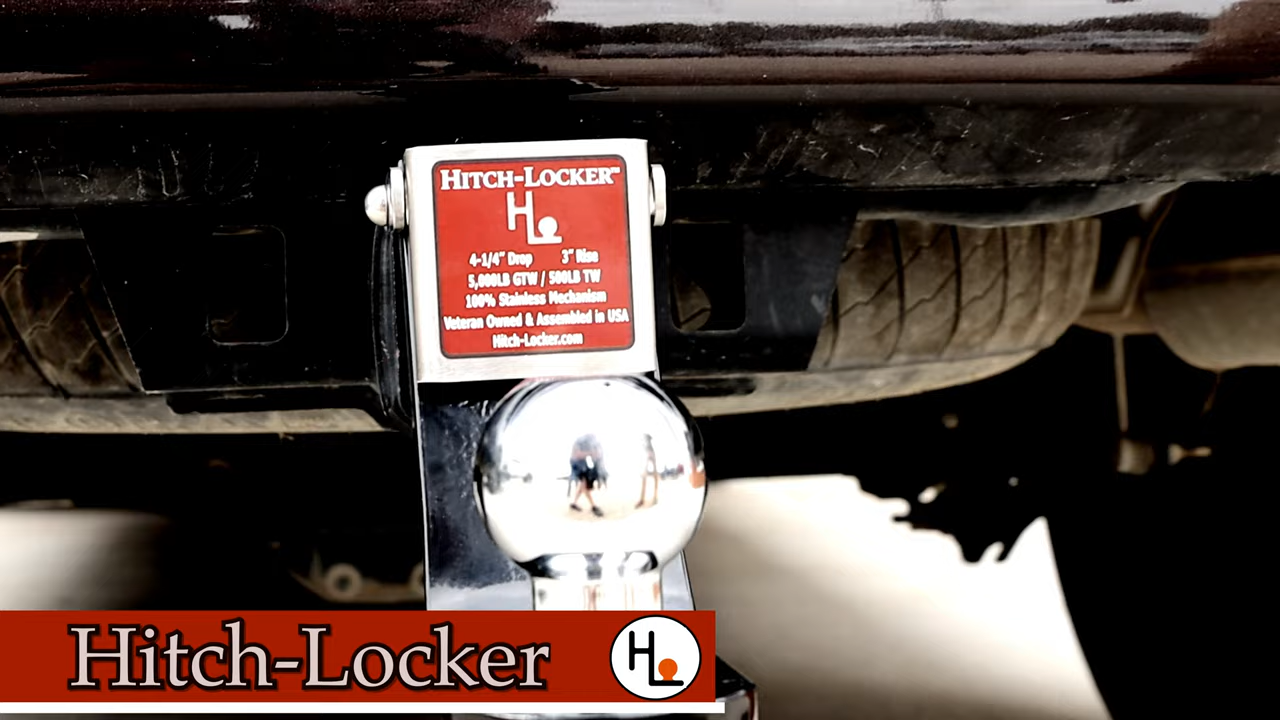 HITCH-LOCKER™
HL
4-1/4" Drop 3" Rise
5,000LB GTW / 500LB TW
100% Stainless Mechanism
Veteran Owned & Assembled in USA
Hitch-Locker.com
Hitch-Locker
HL